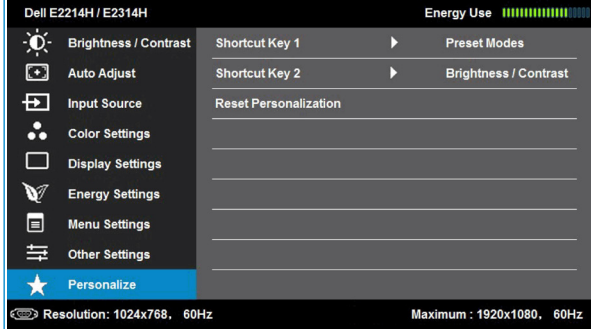 Dell E2214H / E2314H Energy Use
Brightness / Contrast Shortcut Key 1 Preset Modes
Auto Adjust Shortcut Key 2 Brightness / Contrast
Input Source Reset Personalization
Color Settings
Display Settings
Energy Settings
Menu Settings
Other Settings
Personalize
Resolution: 1024x768, 60Hz Maximum : 1920x1080, 60Hz